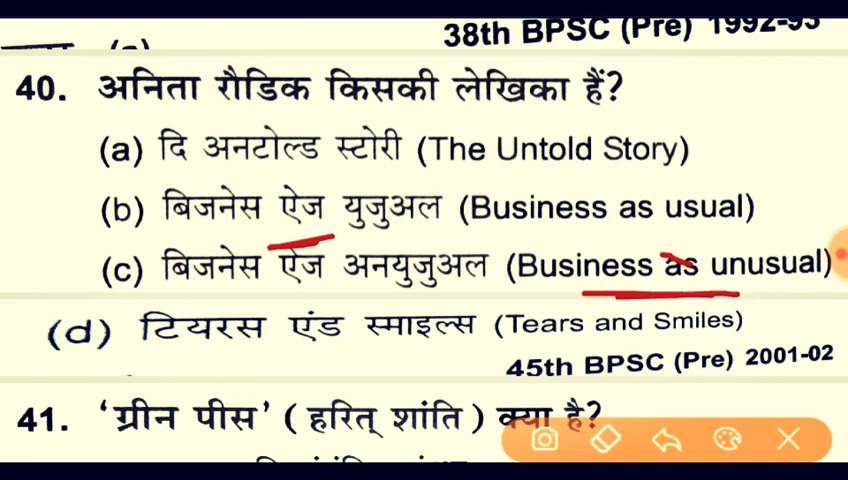 38th BPSC (Pre) 1992-93
40. अनिता रौडिक किसकी लेखिका हैं?
(a) दि अनटोल्ड स्टोरी (The Untold Story)
(b) बिजनेस ऐज युजुअल (Business as usual)
(c) बिजनेस ऐज अनयुजुअल (Business as unusual)
(d) टियरस एंड स्माइल्स (Tears and Smiles)
45th BPSC (Pre) 2001-02
41. ‘ग्रीन पीस’ ( हरित् शांति ) क्या है?